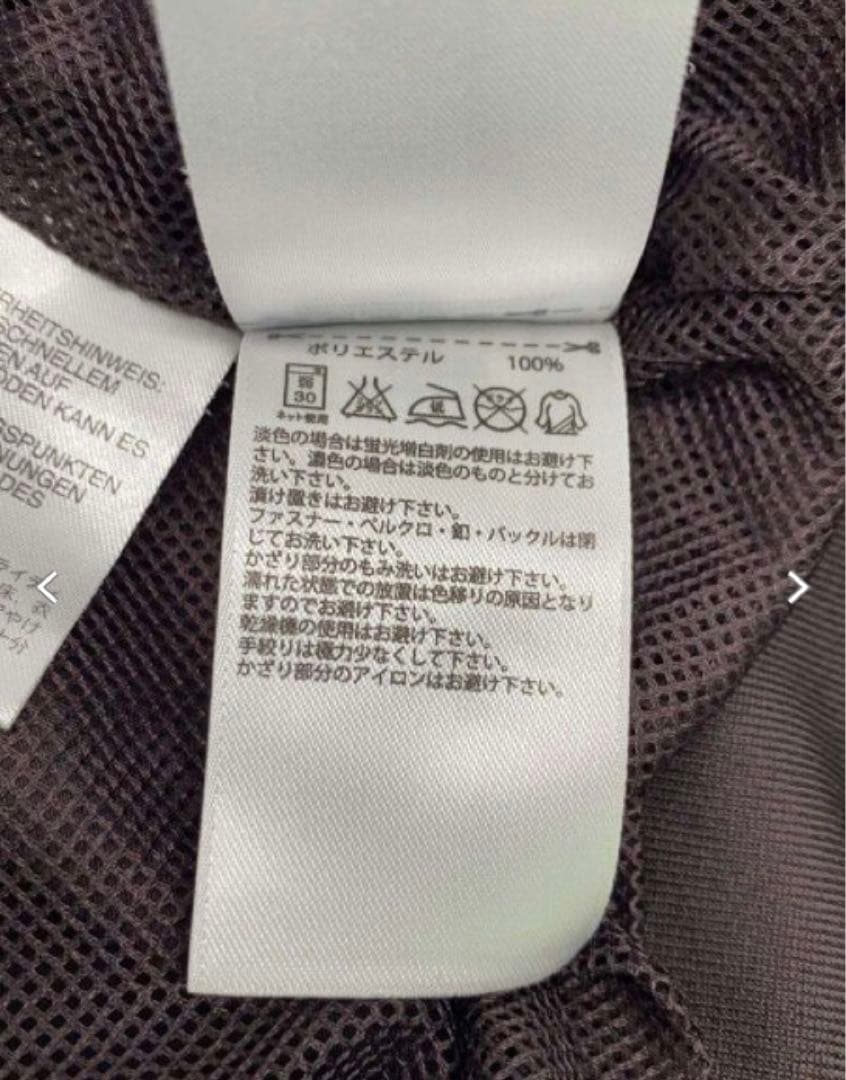 RHEITSHINWEIS:
SCHNELLEM
EN AUF
ODEN KANN ES
SPUNKTEN
NUNGEN
DES
ポリエステル 100%
弱
30
ネット使用
低
淡色の場合は蛍光増白剤の使用はお避け下
さい。濃色の場合は淡色のものと分けてお
洗い下さい。
漬け置きはお避け下さい。
ファスナー・ベルクロ・釦・バックルは閉
じてお洗い下さい。
かざり部分のもみ洗いはお避け下さい。
濡れた状態での放置は色移りの原因となり
ますのでお避け下さい。
乾燥機の使用はお避け下さい。
手絞りは極力少なくして下さい。
かざり部分のアイロンはお避け下さい。